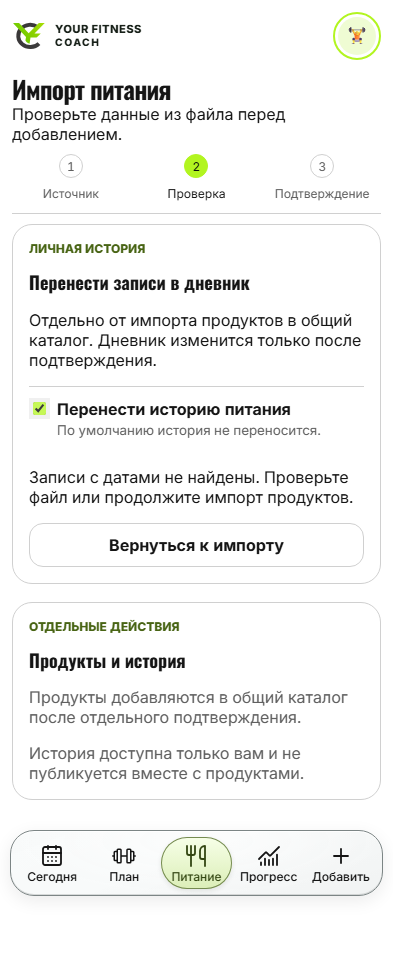 YOUR FITNESS
COACH
Импорт питания
Проверьте данные из файла перед
добавлением.
1
2
3
Источник
Проверка
Подтверждение
ЛИЧНАЯ ИСТОРИЯ
Перенести записи в дневник
Отдельно от импорта продуктов в общий
каталог. Дневник изменится только после
подтверждения.
Перенести историю питания
По умолчанию история не переносится.
Записи с датами не найдены. Проверьте
файл или продолжите импорт продуктов.
Вернуться к импорту
ОТДЕЛЬНЫЕ ДЕЙСТВИЯ
Продукты и история
Продукты добавляются в общий каталог
после отдельного подтверждения.
История доступна только вам и не
публикуется вместе с продуктами.
Сегодня
План
Питание
Прогресс
Добавить